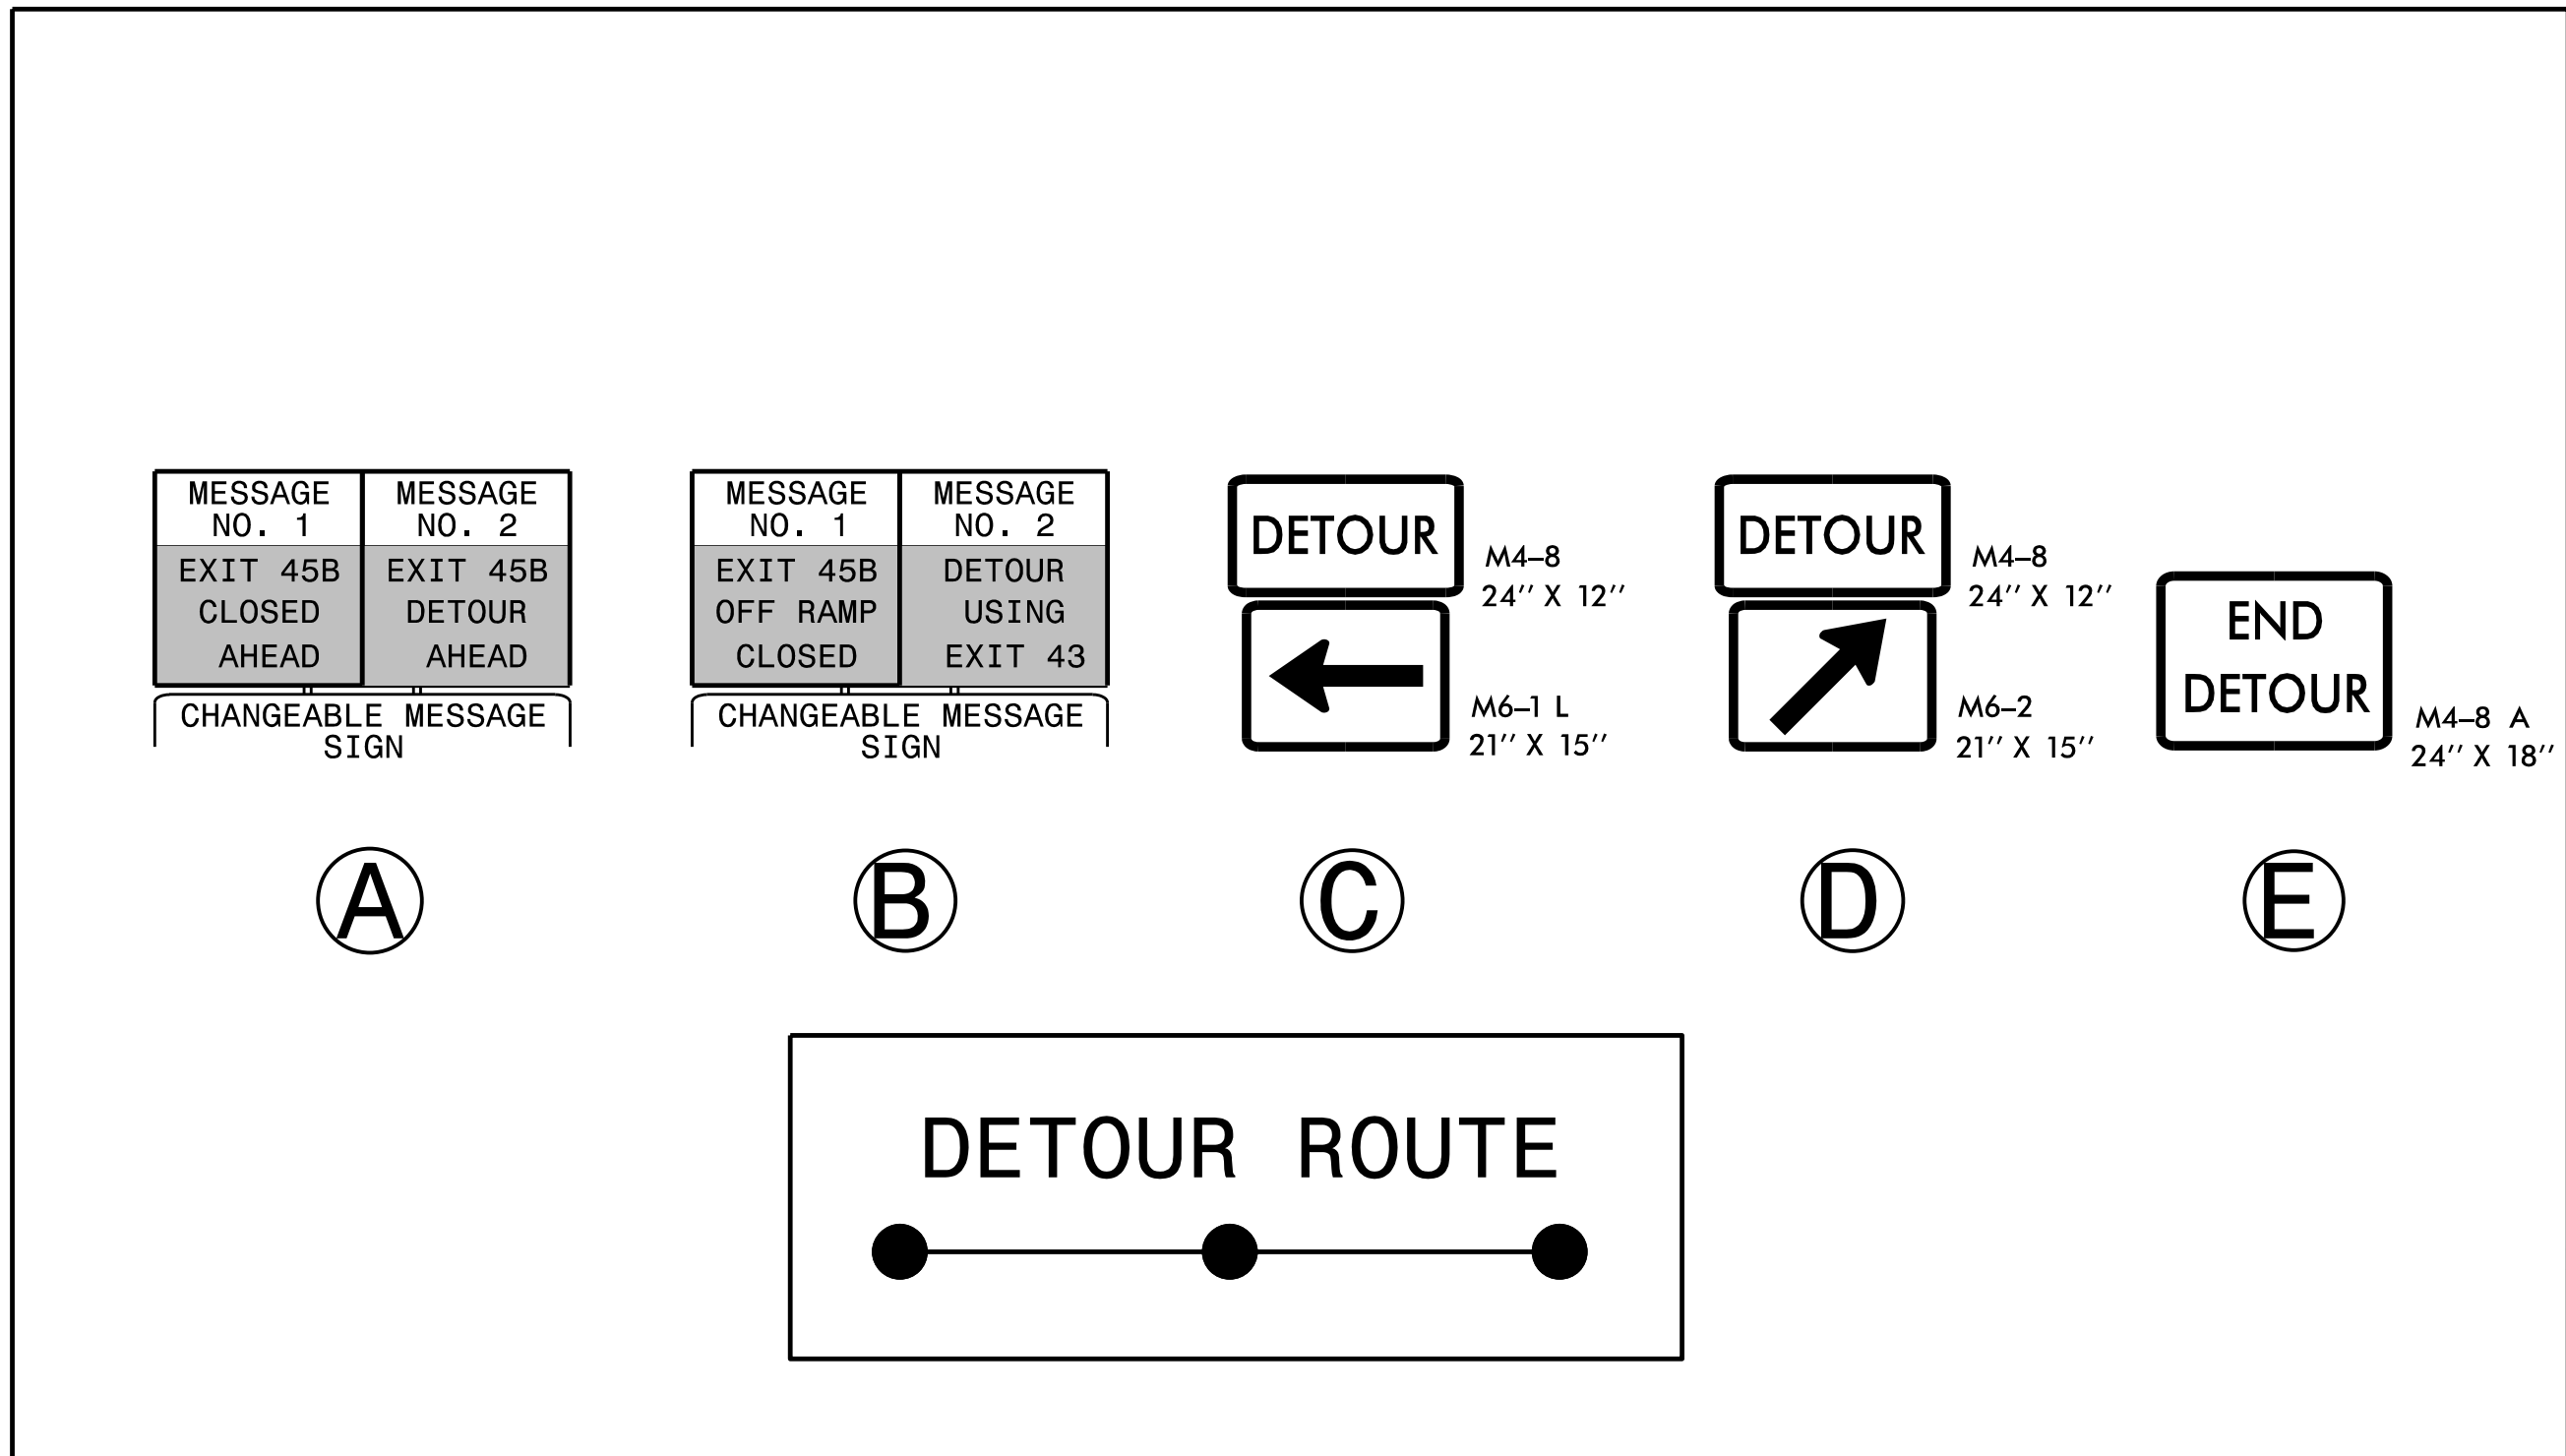 MESSAGE
NO. 1
MESSAGE
NO. 2
EXIT 45B
CLOSED
AHEAD
EXIT 45B
DETOUR
AHEAD
CHANGEABLE MESSAGE
SIGN
A
MESSAGE
NO. 1
MESSAGE
NO. 2
EXIT 45B
OFF RAMP
CLOSED
DETOUR
USING
EXIT 43
CHANGEABLE MESSAGE
SIGN
B
DETOUR
M4–8
24'' X 12''
M6–1 L
21'' X 15''
C
DETOUR
M4–8
24'' X 12''
M6–2
21'' X 15''
D
END
DETOUR
M4–8 A
24'' X 18''
E
DETOUR ROUTE